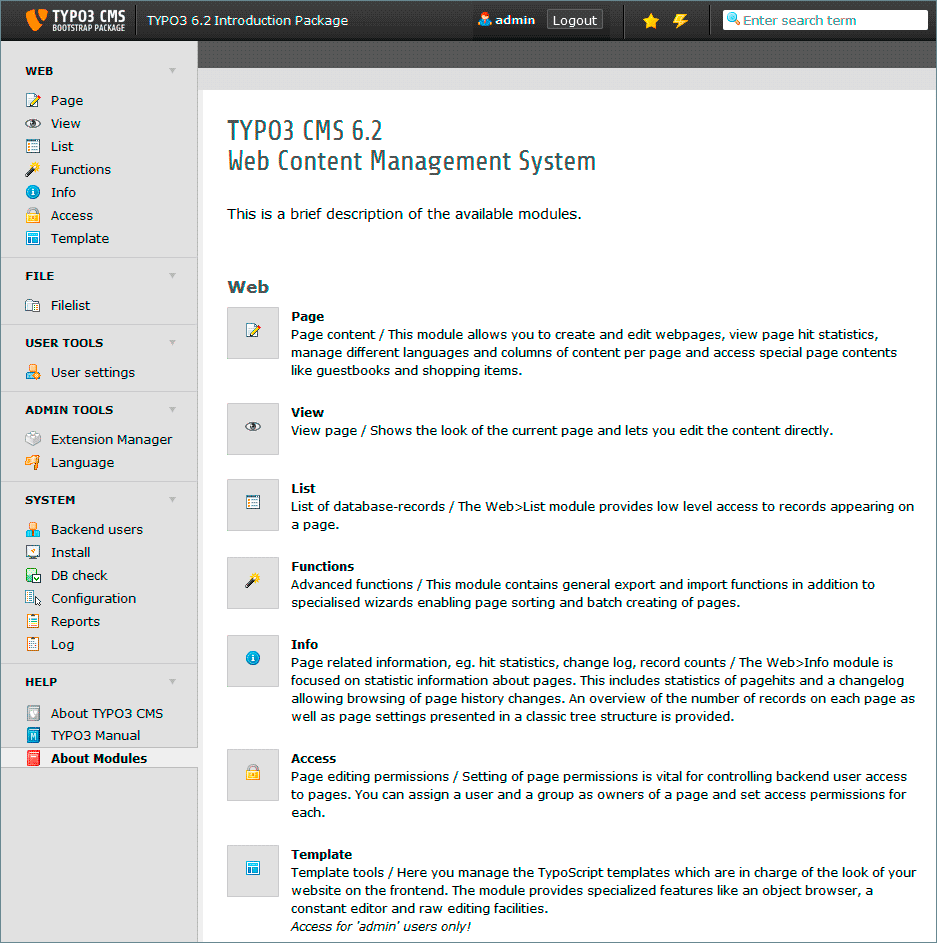 TYPO3 CMS
BOOTSTRAP PACKAGE
TYPO3 6.2 Introduction Package
admin
Logout
Enter search term
WEB
Page
View
List
Functions
Info
Access
Template
FILE
Filelist
USER TOOLS
User settings
ADMIN TOOLS
Extension Manager
Language
SYSTEM
Backend users
Install
DB check
Configuration
Reports
Log
HELP
About TYPO3 CMS
TYPO3 Manual
About Modules
TYPO3 CMS 6.2
Web Content Management System
This is a brief description of the available modules.
Web
Page
Page content / This module allows you to create and edit webpages, view page hit statistics,
manage different languages and columns of content per page and access special page contents
like guestbooks and shopping items.
View
View page / Shows the look of the current page and lets you edit the content directly.
List
List of database-records / The Web>List module provides low level access to records appearing on
a page.
Functions
Advanced functions / This module contains general export and import functions in addition to
specialised wizards enabling page sorting and batch creating of pages.
Info
Page related information, eg. hit statistics, change log, record counts / The Web>Info module is
focused on statistic information about pages. This includes statistics of pagehits and a changelog
allowing browsing of page history changes. An overview of the number of records on each page as
well as page settings presented in a classic tree structure is provided.
Access
Page editing permissions / Setting of page permissions is vital for controlling backend user access
to pages. You can assign a user and a group as owners of a page and set access permissions for
each.
Template
Template tools / Here you manage the TypoScript templates which are in charge of the look of your
website on the frontend. The module provides specialized features like an object browser, a
constant editor and raw editing facilities.
Access for 'admin' users only!